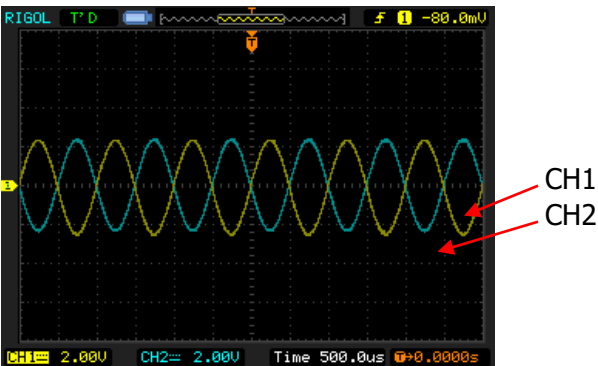 RIGOL T'D T f 1 -80.0mV
T
1
CH1
CH2
CH1 2.00V CH2 2.00V Time 500.0us T→0.0000s